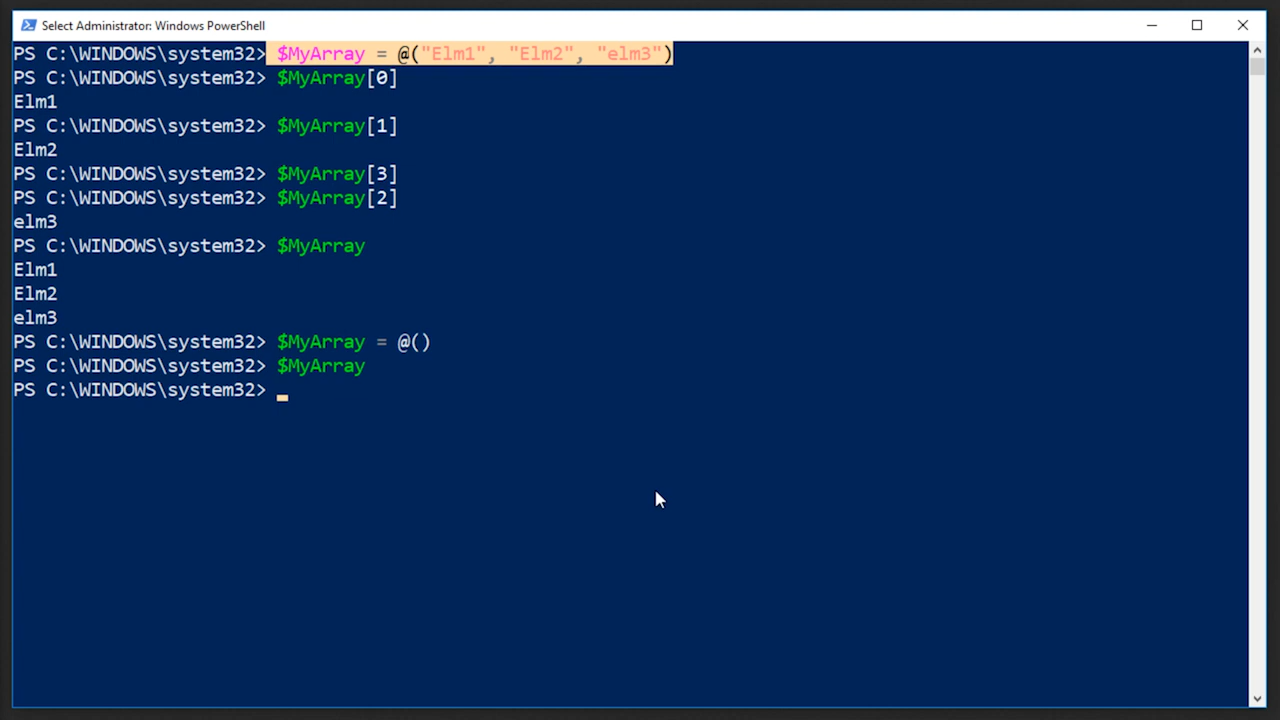 Select Administrator: Windows PowerShell
PS C:\WINDOWS\system32> $MyArray = @("Elm1", "Elm2", "elm3")
PS C:\WINDOWS\system32> $MyArray[0]
Elm1
PS C:\WINDOWS\system32> $MyArray[1]
Elm2
PS C:\WINDOWS\system32> $MyArray[3]
PS C:\WINDOWS\system32> $MyArray[2]
elm3
PS C:\WINDOWS\system32> $MyArray
Elm1
Elm2
elm3
PS C:\WINDOWS\system32> $MyArray = @()
PS C:\WINDOWS\system32> $MyArray
PS C:\WINDOWS\system32>